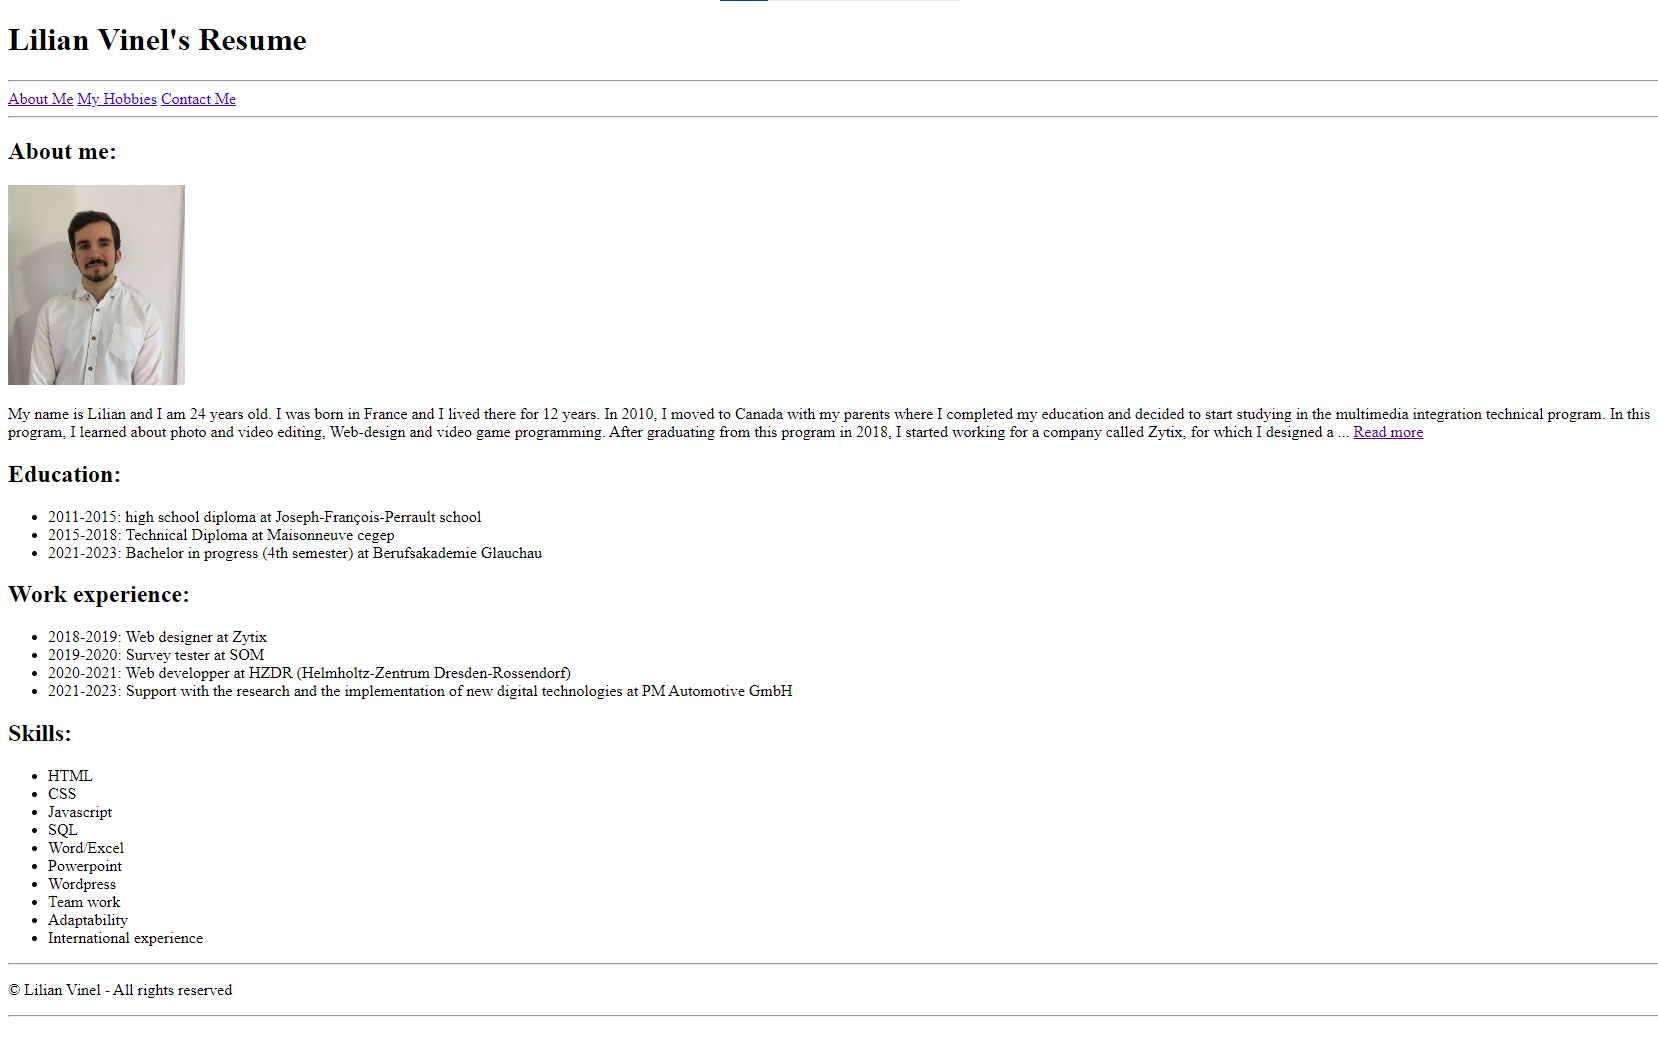 Lilian Vinel's Resume
About Me My Hobbies Contact Me
About me:
My name is Lilian and I am 24 years old. I was born in France and I lived there for 12 years. In 2010, I moved to Canada with my parents where I completed my education and decided to start studying in the multimedia integration technical program. In this
program, I learned about photo and video editing, Web-design and video game programming. After graduating from this program in 2018, I started working for a company called Zytix, for which I designed a ... Read more
Education:
• 2011-2015: high school diploma at Joseph-François-Perrault school
• 2015-2018: Technical Diploma at Maisonneuve cegep
• 2021-2023: Bachelor in progress (4th semester) at Berufsakademie Glauchau
Work experience:
• 2018-2019: Web designer at Zytix
• 2019-2020: Survey tester at SOM
• 2020-2021: Web developper at HZDR (Helmholtz-Zentrum Dresden-Rossendorf)
• 2021-2023: Support with the research and the implementation of new digital technologies at PM Automotive GmbH
Skills:
• HTML
• CSS
• Javascript
• SQL
• Word/Excel
• Powerpoint
• Wordpress
• Team work
• Adaptability
• International experience
© Lilian Vinel - All rights reserved